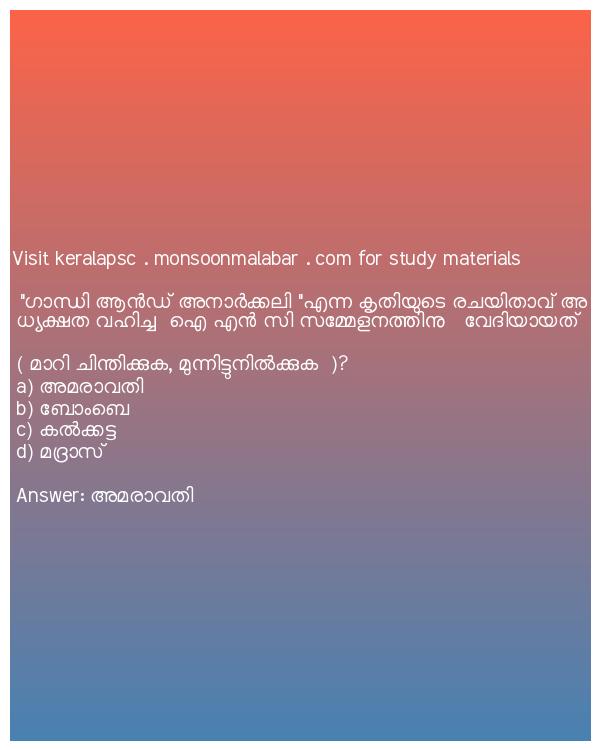 Visit keralapsc . monsoonmalabar . com for study materials
"ഗാന്ധി ആൻഡ് അനാർക്കലി "എന്ന കൃതിയുടെ രചയിതാവ് അ
ധ്യക്ഷത വഹിച്ച ഐ എൻ സി സമ്മേളനത്തിനു വേദിയായത്
( മാറി ചിന്തിക്കുക, മുന്നിട്ടുനിൽക്കുക )?
a) അമരാവതി
b) ബോംബെ
c) കൽക്കട്ട
d) മദ്രാസ്
Answer: അമരാവതി